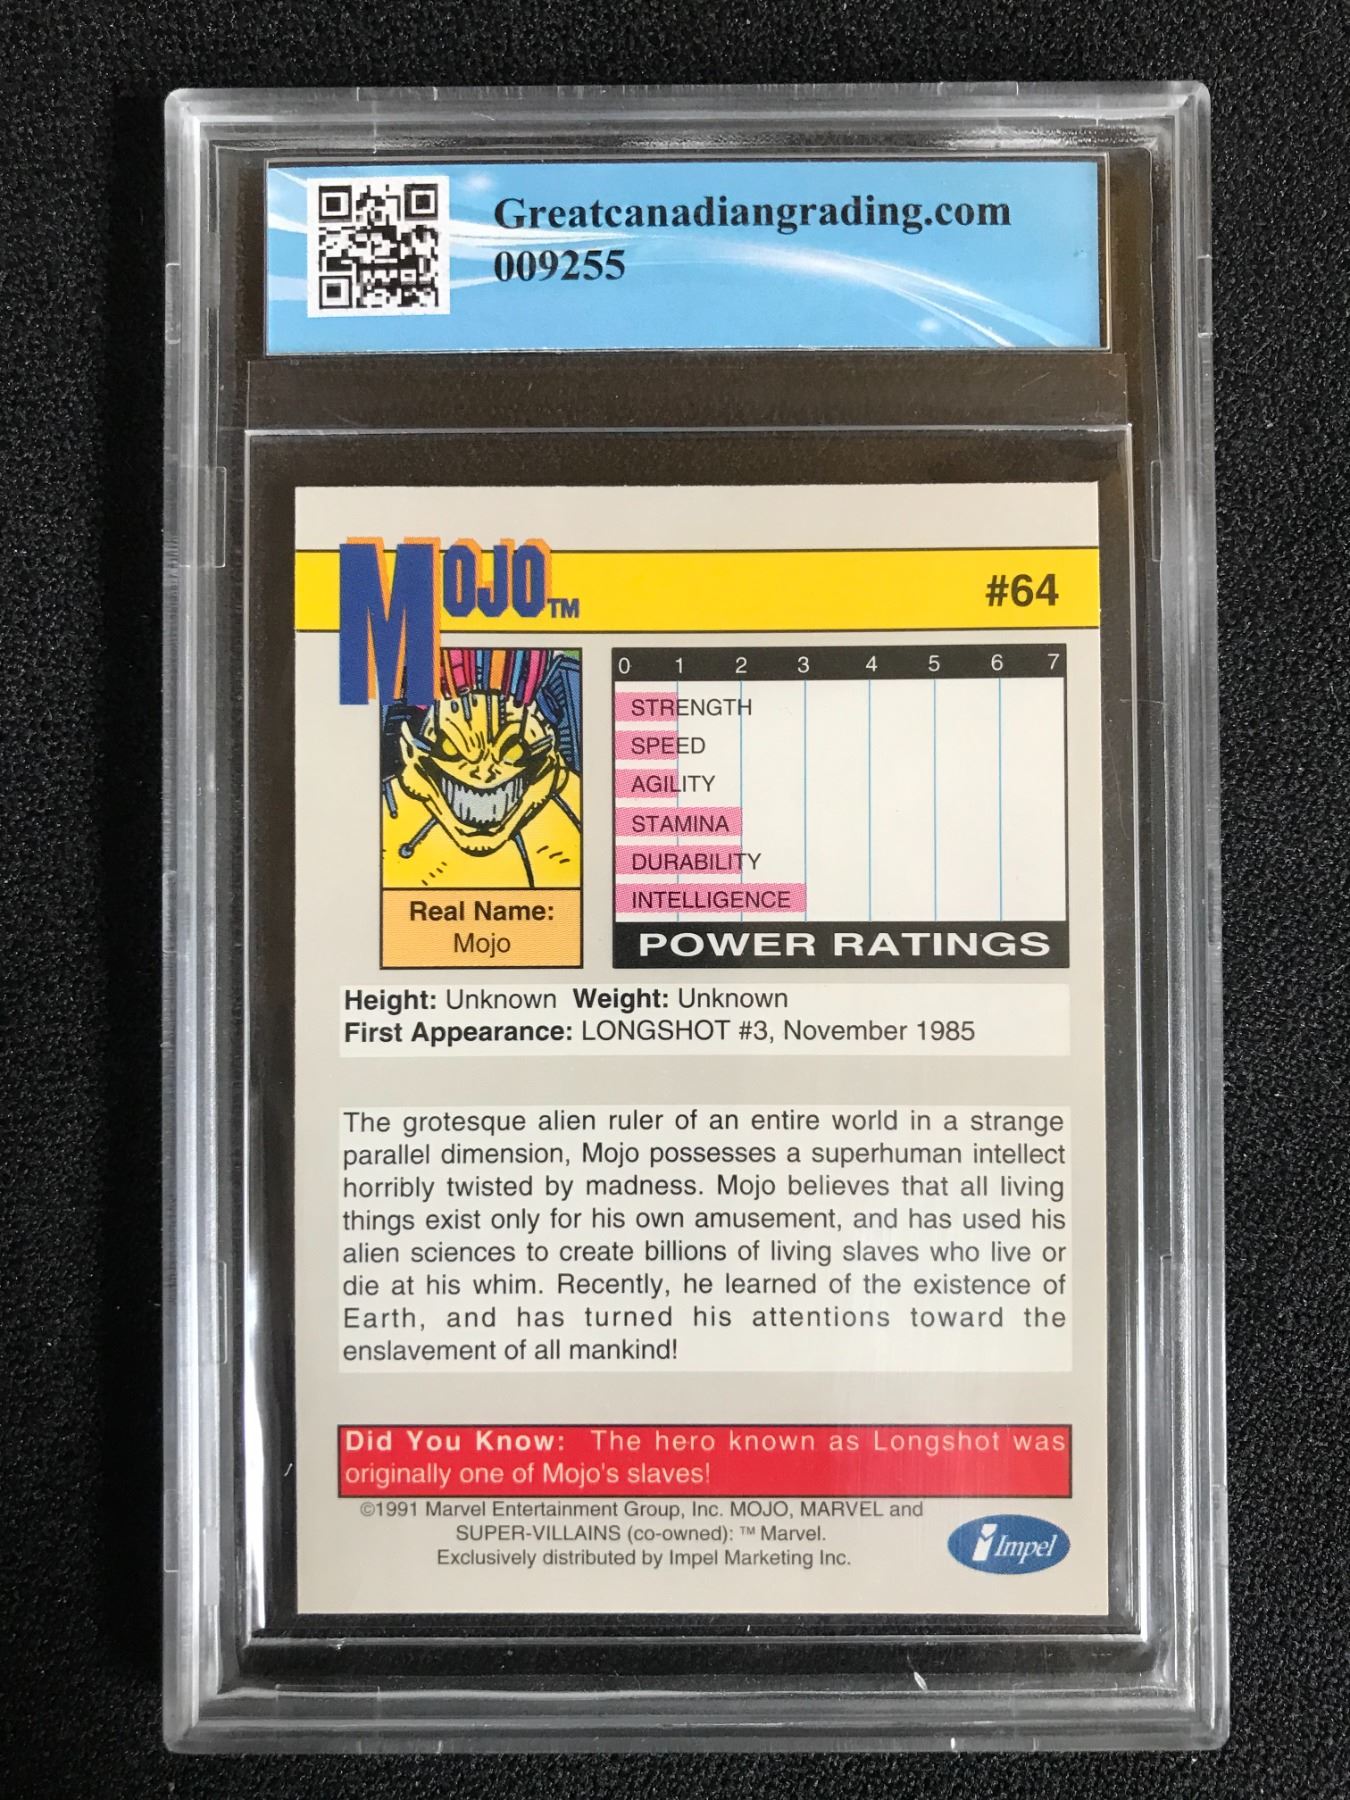 Greatcanadiangrading.com
009255
MOJO™
#64
0 1 2 3 4 5 6 7
STRENGTH
SPEED
AGILITY
STAMINA
DURABILITY
INTELLIGENCE
POWER RATINGS
Real Name:
Mojo
Height: Unknown Weight: Unknown
First Appearance: LONGSHOT #3, November 1985
The grotesque alien ruler of an entire world in a strange
parallel dimension, Mojo possesses a superhuman intellect
horribly twisted by madness. Mojo believes that all living
things exist only for his own amusement, and has used his
alien sciences to create billions of living slaves who live or
die at his whim. Recently, he learned of the existence of
Earth, and has turned his attentions toward the
enslavement of all mankind!
Did You Know: The hero known as Longshot was
originally one of Mojo's slaves!
©1991 Marvel Entertainment Group, Inc. MOJO, MARVEL and
SUPER-VILLAINS (co-owned): ™ Marvel.
Exclusively distributed by Impel Marketing Inc.
Impel